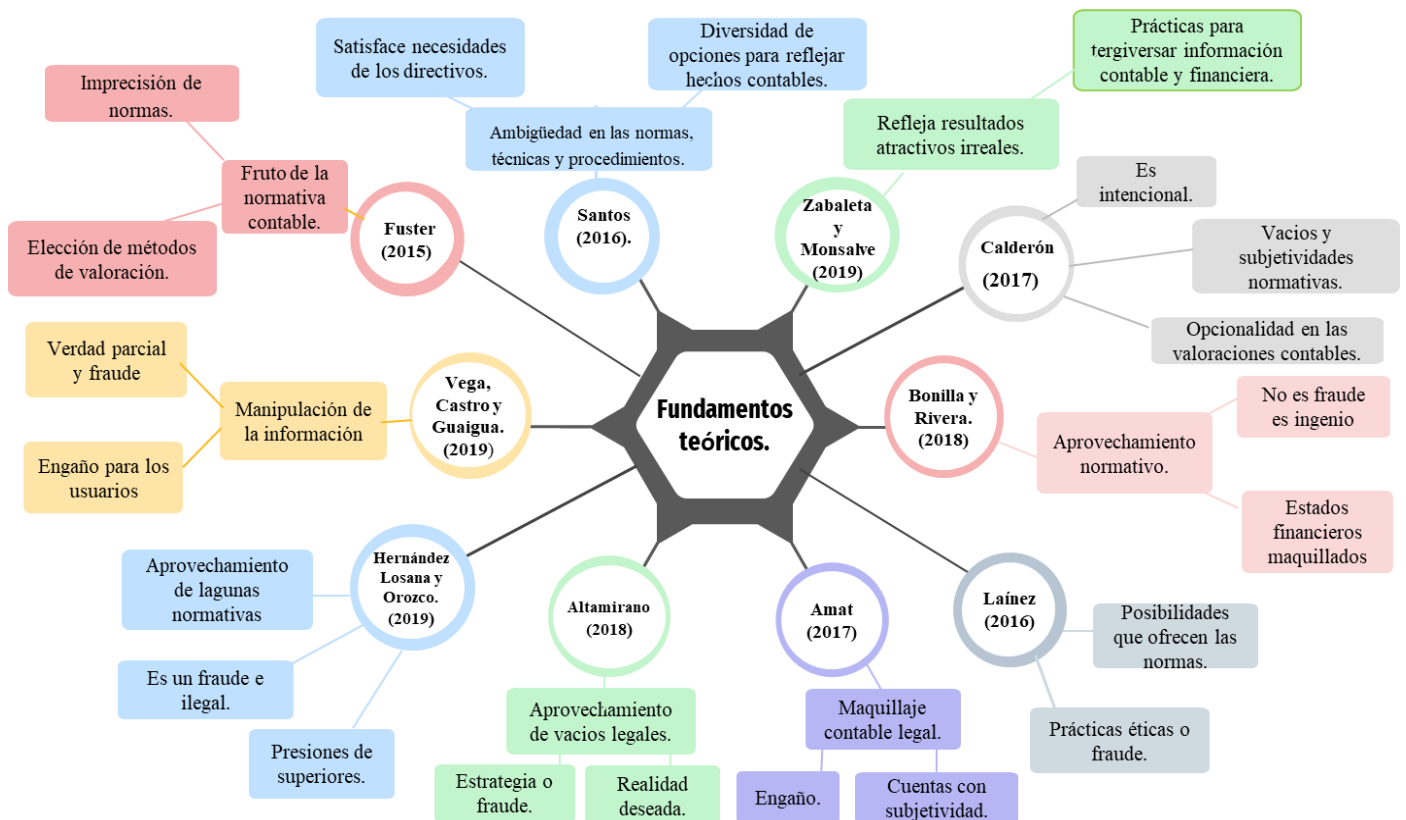 Fundamentos
teóricos.
Fuster
(2015)
Fruto de la
normativa
contable.
Imprecisión de
normas.
Elección de métodos
de valoración.
Santos
(2016).
Ambigüedad en las normas,
técnicas y procedimientos.
Satisface necesidades
de los directivos.
Diversidad de
opciones para reflejar
hechos contables.
Zabaleta
y
Monsalve
(2019)
Refleja resultados
atractivos irreales.
Prácticas para
tergiversar información
contable y financiera.
Calderón
(2017)
Es
intencional.
Vacios y
subjetividades
normativas.
Opcionalidad en las
valoraciones contables.
Bonilla y
Rivera.
(2018)
Aprovechamiento
normativo.
No es fraude
es ingenio
Estados
financieros
maquillados
Laínez
(2016)
Posibilidades
que ofrecen las
normas.
Prácticas éticas o
fraude.
Amat
(2017)
Maquillaje
contable legal.
Engaño.
Cuentas con
subjetividad.
Altamirano
(2018)
Aprovechamiento
de vacios legales.
Estrategia o
fraude.
Realidad
deseada.
Hernández
Losana y
Orozco.
(2019)
Aprovechamiento
de lagunas
normativas
Es un fraude e
ilegal.
Presiones de
superiores.
Vega,
Castro y
Guaigua.
(2019)
Manipulación de
la información
Verdad parcial
y fraude
Engaño para los
usuarios